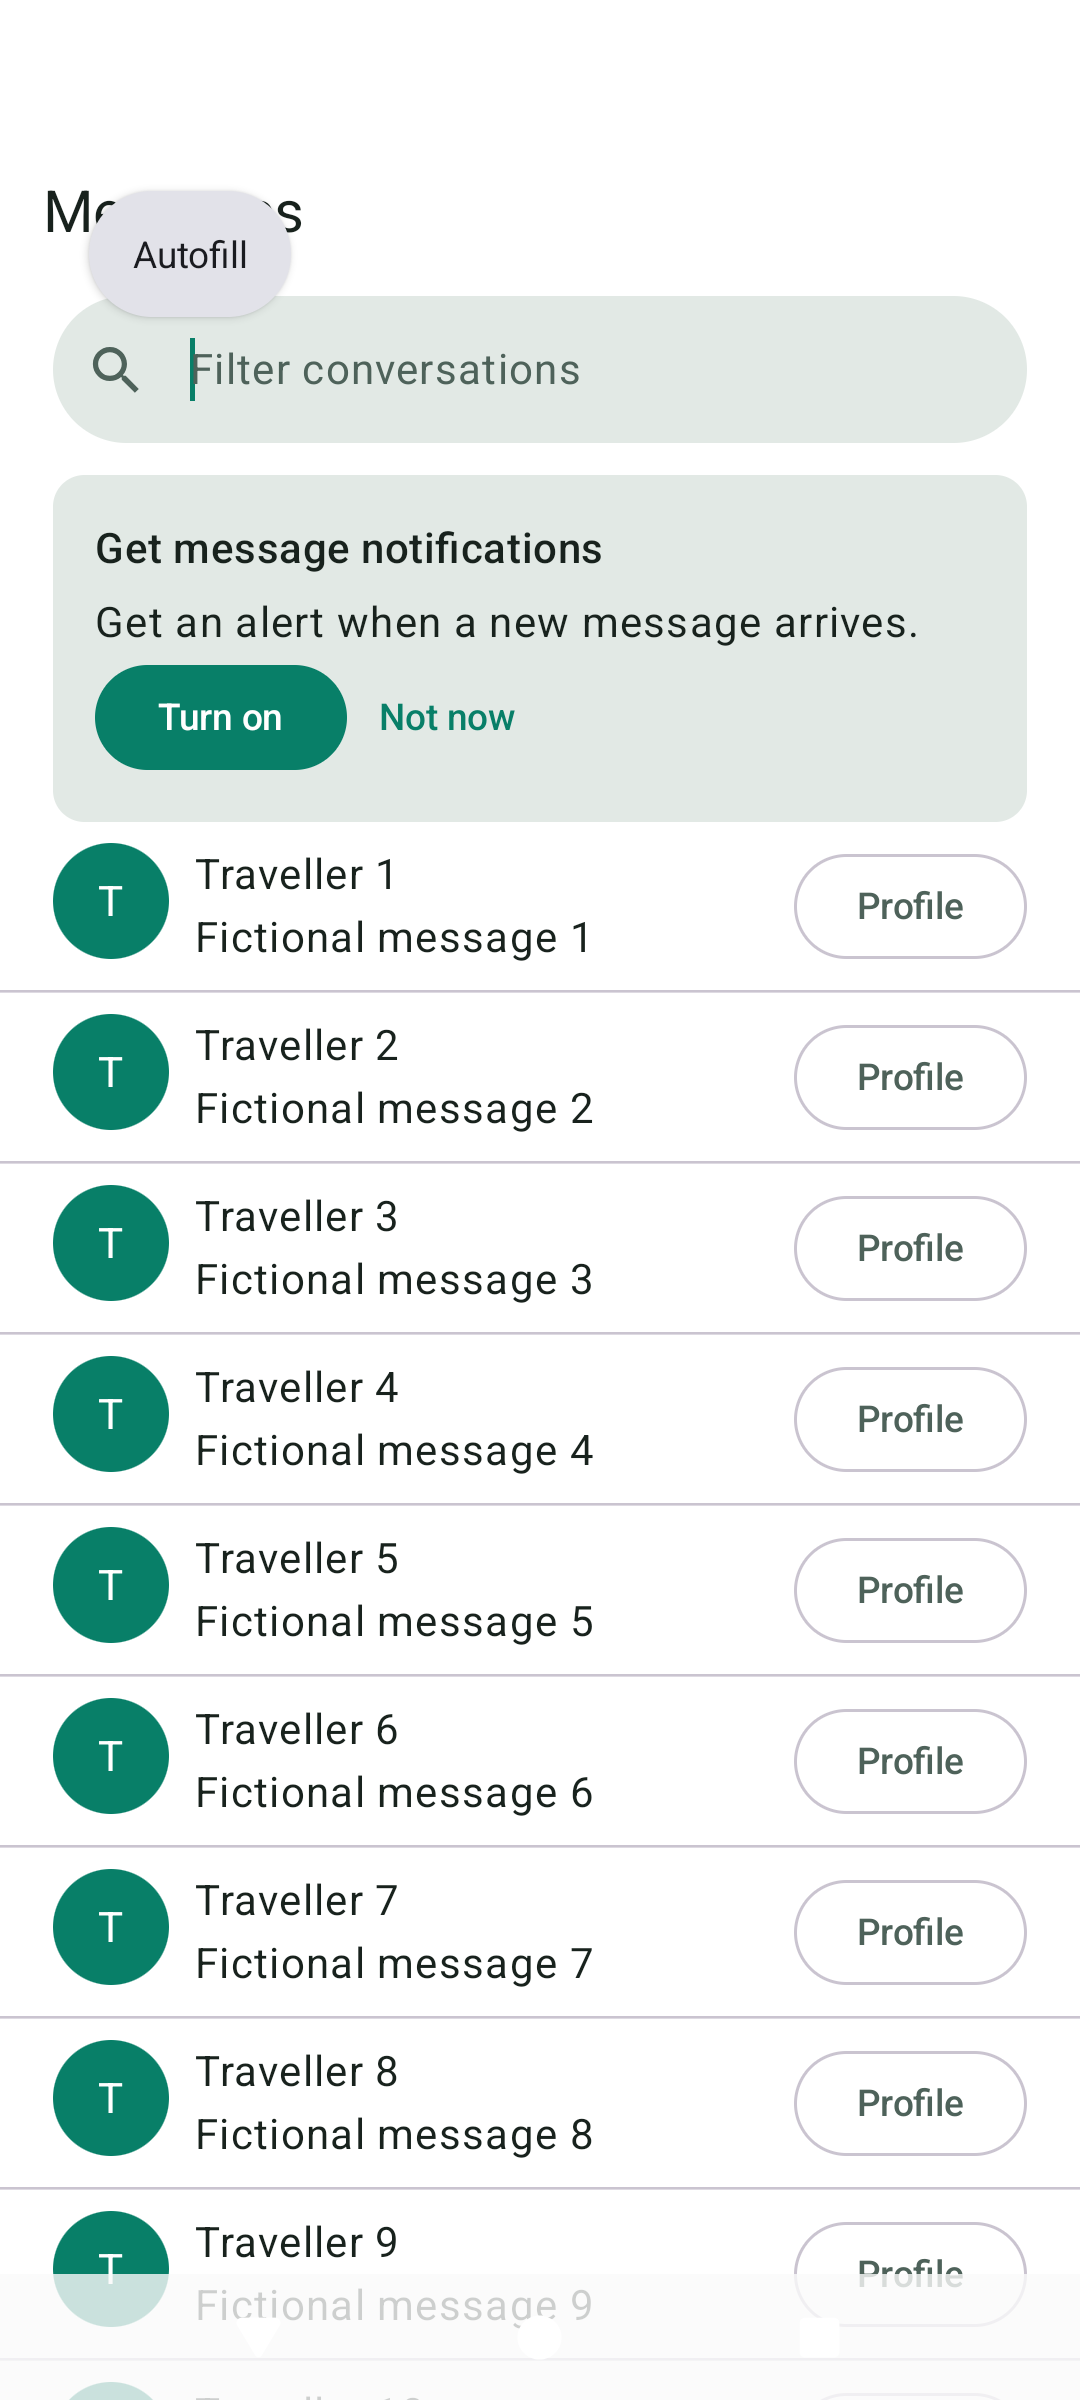 Autofill
Filter conversations
Get message notifications
Get an alert when a new message arrives.
Turn on Not now
T Traveller 1 Profile
Fictional message 1
T Traveller 2 Profile
Fictional message 2
T Traveller 3 Profile
Fictional message 3
T Traveller 4 Profile
Fictional message 4
T Traveller 5 Profile
Fictional message 5
T Traveller 6 Profile
Fictional message 6
T Traveller 7 Profile
Fictional message 7
T Traveller 8 Profile
Fictional message 8
T Traveller 9 Profile
Fictional message 9